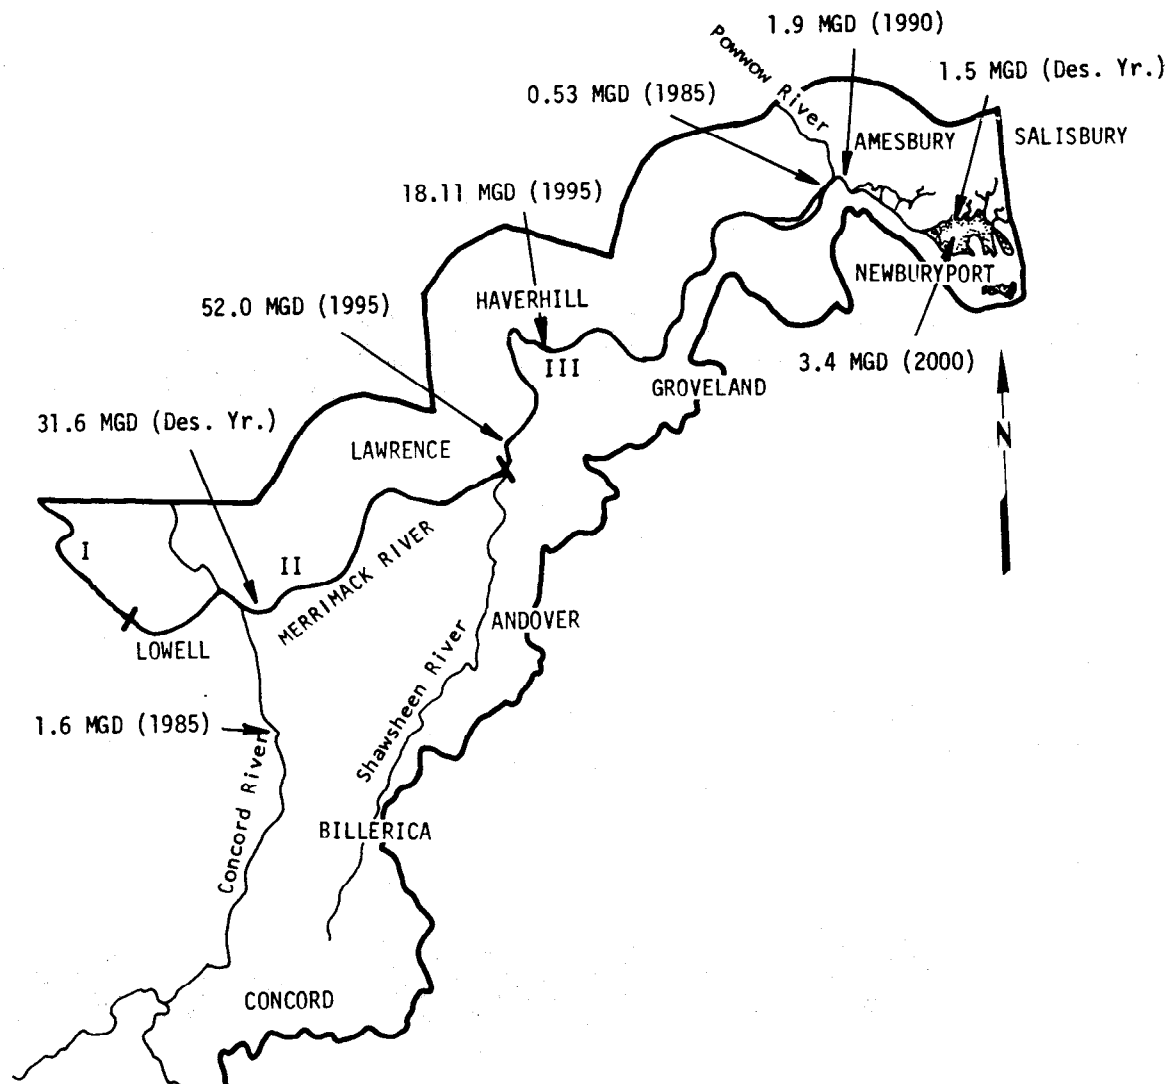 1.9 MGD (1990)
Powwow River
1.5 MGD (Des. Yr.)
0.53 MGD (1985)
AMESBURY
SALISBURY
18.11 MGD (1995)
NEWBURYPORT
HAVERHILL
52.0 MGD (1995)
3.4 MGD (2000)
III
GROVELAND
31.6 MGD (Des. Yr.)
N
LAWRENCE
I
II
MERRIMACK RIVER
ANDOVER
LOWELL
Shawsheen River
1.6 MGD (1985)
Concord River
BILLERICA
CONCORD